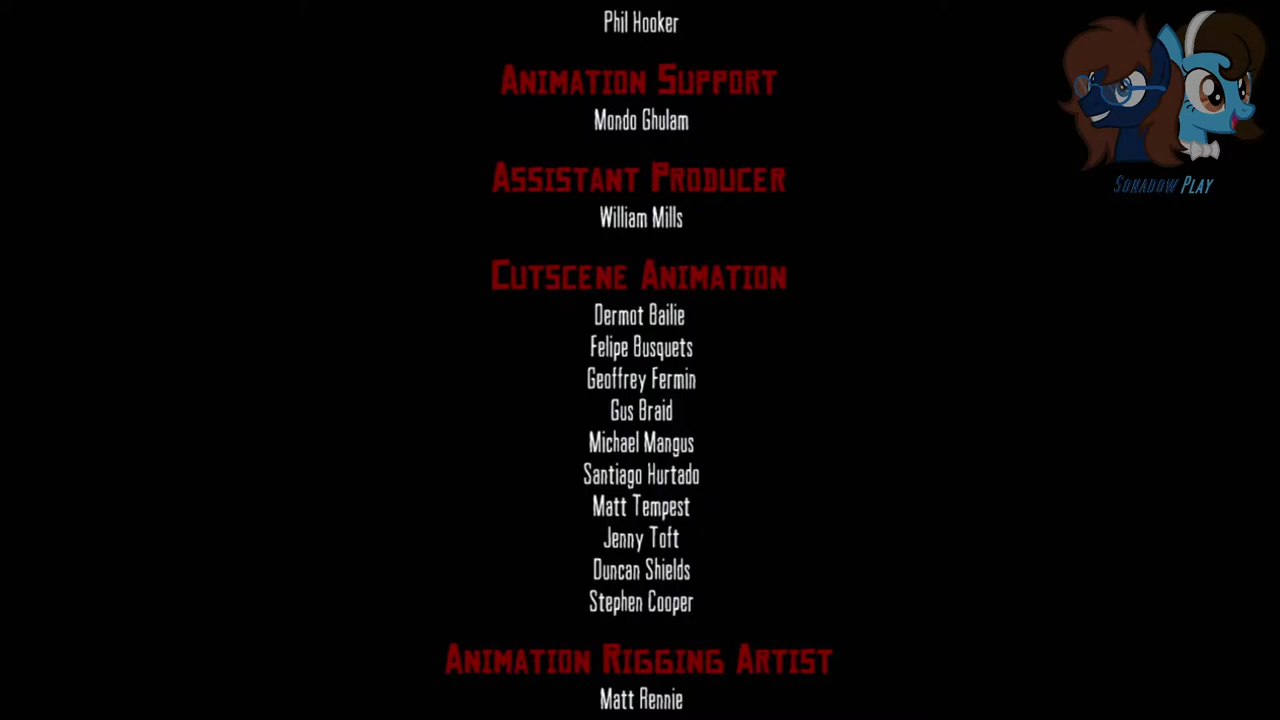 Phil Hooker
Animation Support
Mondo Ghulam
Assistant Producer
William Mills
Cutscene Animation
Dermot Bailie
Felipe Busquets
Geoffrey Fermin
Gus Braid
Michael Mangus
Santiago Hurtado
Matt Tempest
Jenny Toft
Duncan Shields
Stephen Cooper
Animation Rigging Artist
Matt Rennie
Sohadow Play